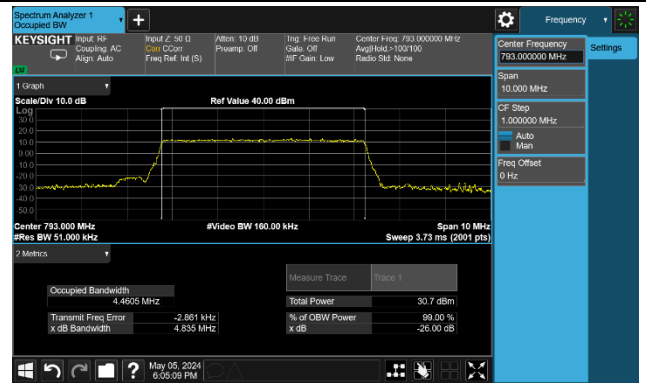 Spectrum Analyzer 1
Occupied BW
KEYSIGHT
Input: RF
Coupling: AC
Align: Auto
Input Z: 50 Ω
Corr CCorr
Freq Ref: Int (S)
Atten: 10 dB
Preamp: Off
Trig: Free Run
Gate: Off
#IF Gain: Low
Center Freq: 793.000000 MHz
Avg|Hold:>100/100
Radio Std: None
LW
1 Graph
Scale/Div 10.0 dB
Ref Value 40.00 dBm
Log
30.0
20.0
10.0
0.00
-10.0
-20.0
-30.0
-40.0
-50.0
Center 793.000 MHz
#Video BW 160.00 kHz
Span 10 MHz
#Res BW 51.000 kHz
Sweep 3.73 ms (2001 pts)
2 Metrics
Measure Trace
Trace 1
Occupied Bandwidth
4.4605 MHz
Total Power
30.7 dBm
Transmit Freq Error
-2.861 kHz
% of OBW Power
99.00 %
x dB Bandwidth
4.835 MHz
x dB
-26.00 dB
?
May 05, 2024
6:05:09 PM
Frequency
Center Frequency
793.000000 MHz
Settings
Span
10.000 MHz
CF Step
1.000000 MHz
Auto
Man
Freq Offset
0 Hz